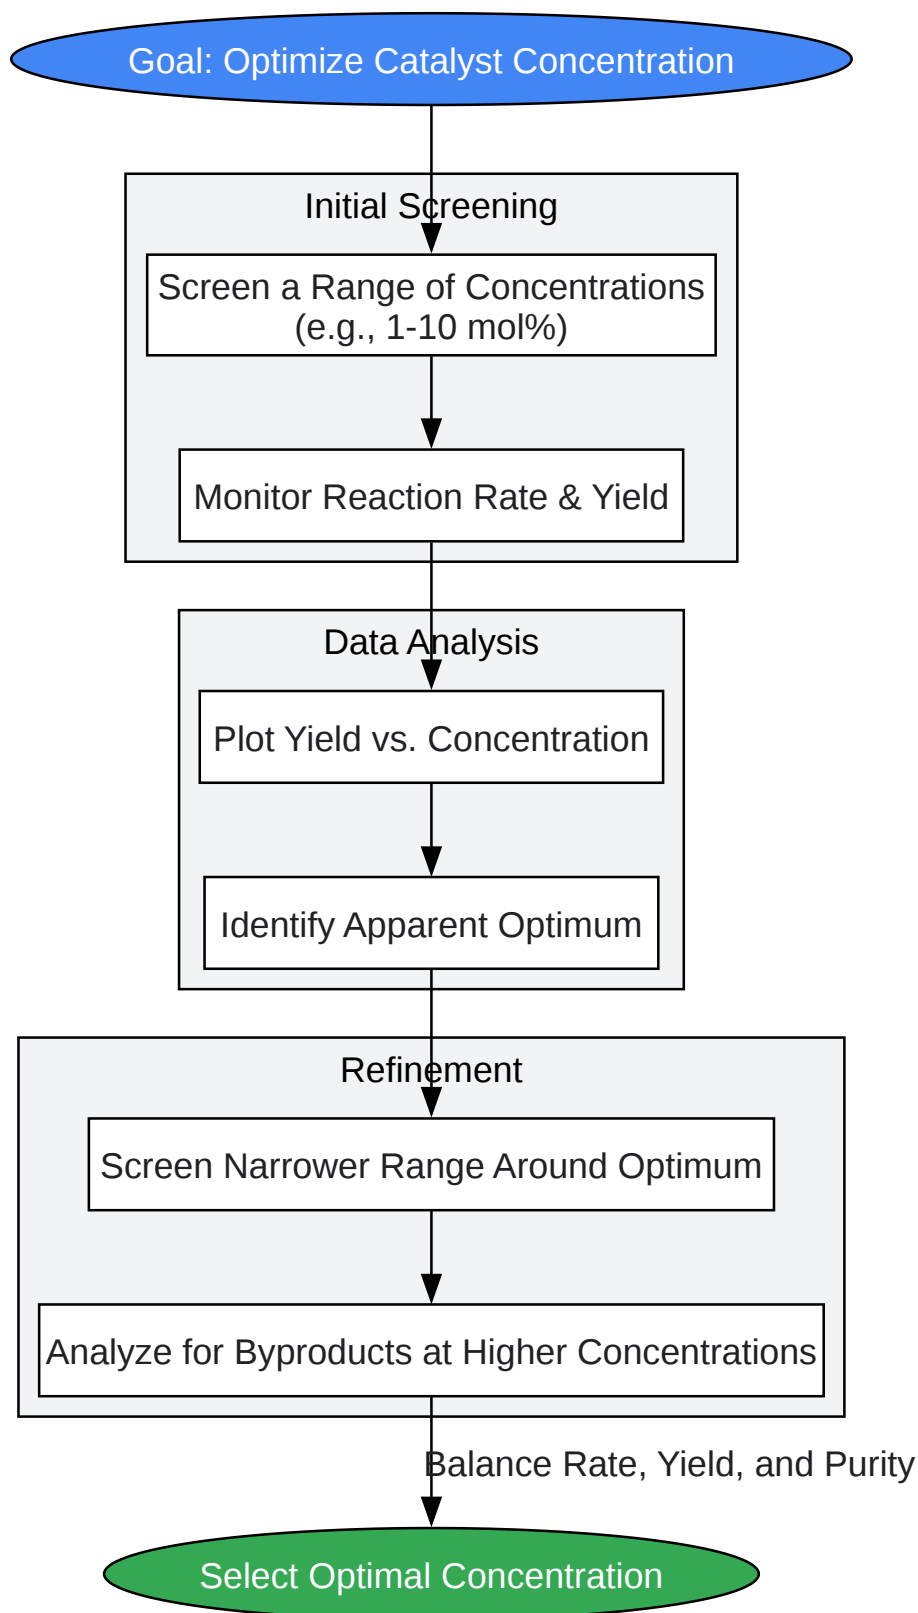 Goal: Optimize Catalyst Concentration
Initial Screening
Screen a Range of Concentrations
(e.g., 1-10 mol%)
Monitor Reaction Rate & Yield
Data Analysis
Plot Yield vs. Concentration
Identify Apparent Optimum
Refinement
Screen Narrower Range Around Optimum
Analyze for Byproducts at Higher Concentrations
Balance Rate, Yield, and Purity
Select Optimal Concentration